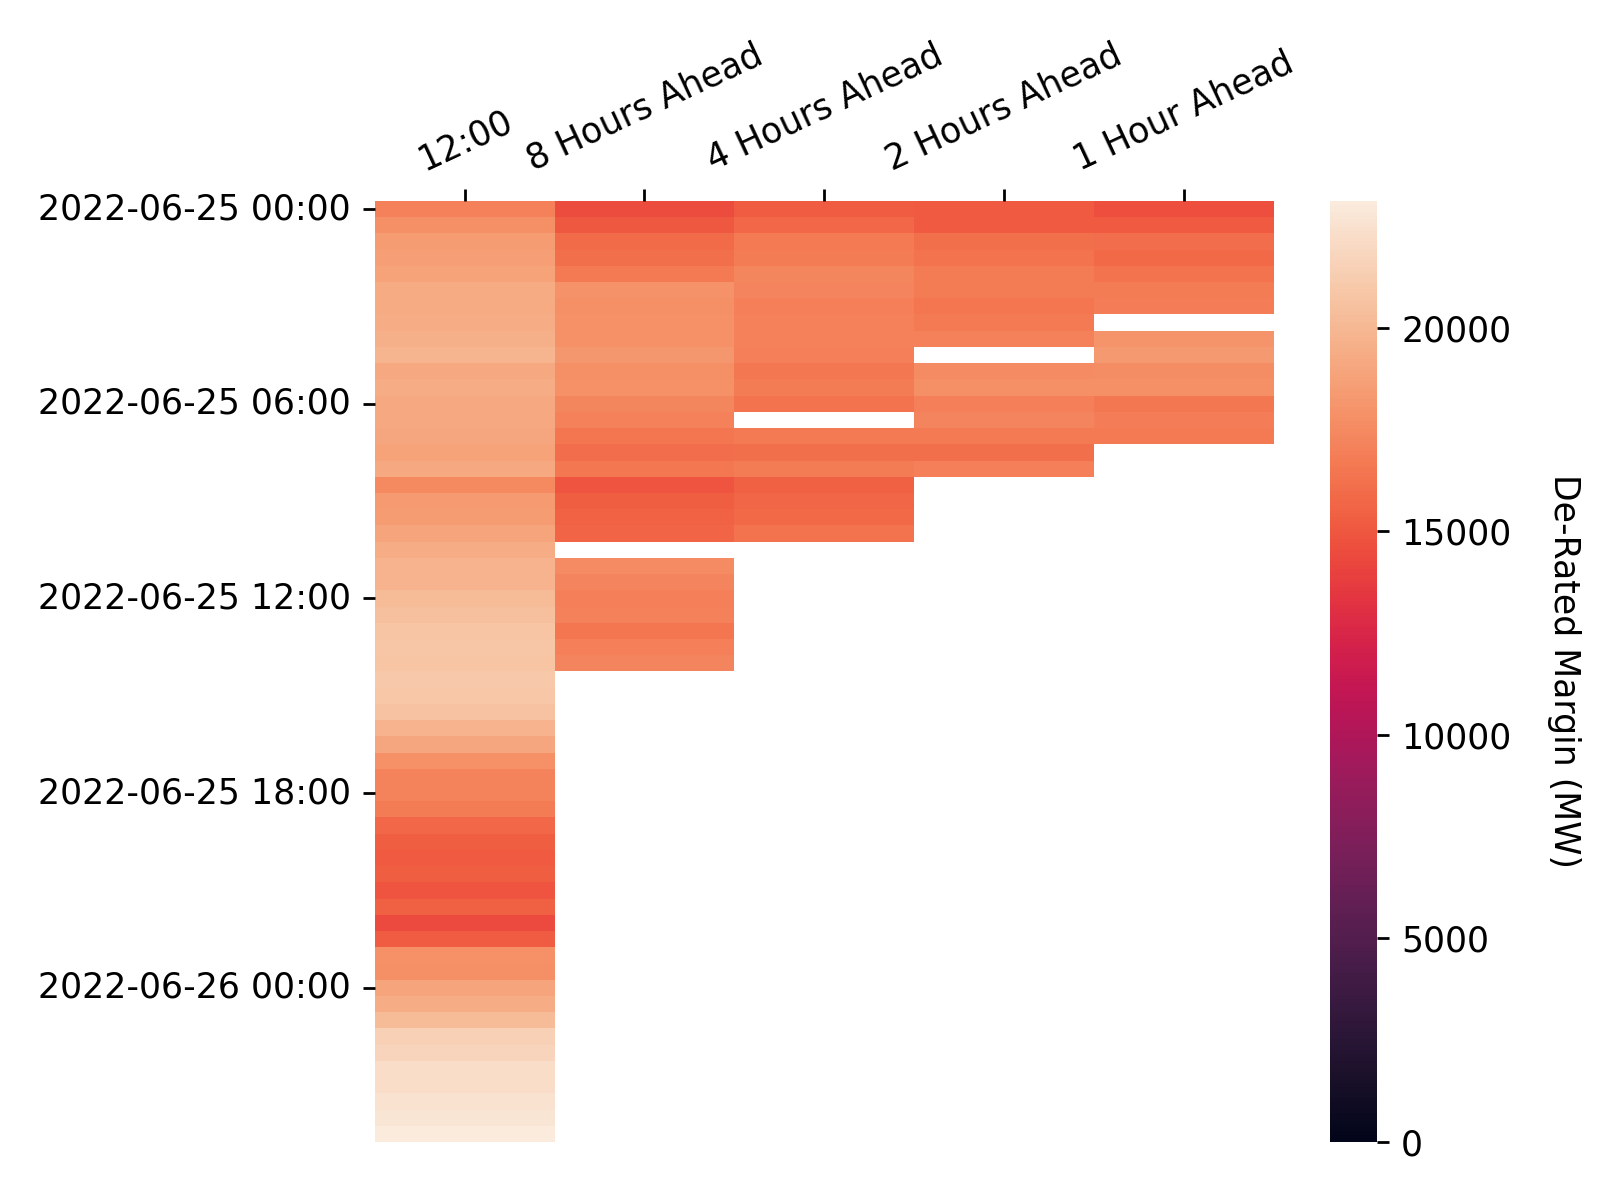 12:00
8 Hours Ahead
4 Hours Ahead
2 Hours Ahead
1 Hour Ahead
2022-06-25 00:00
2022-06-25 06:00
2022-06-25 12:00
2022-06-25 18:00
2022-06-26 00:00
20000
15000
10000
5000
0
De-Rated Margin (MW)